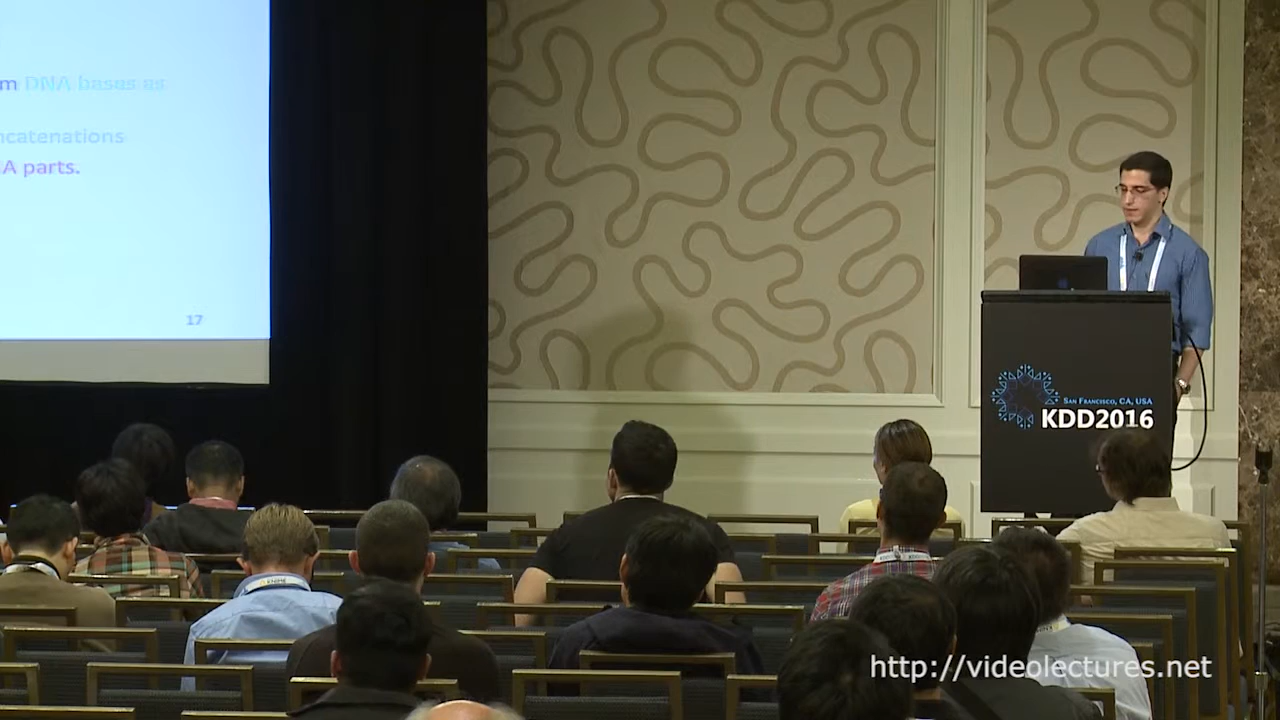 m DNA bases as
ncatenations
A parts.
17
SAN FRANCISCO, CA, USA
KDD2016
http://videolectures.net